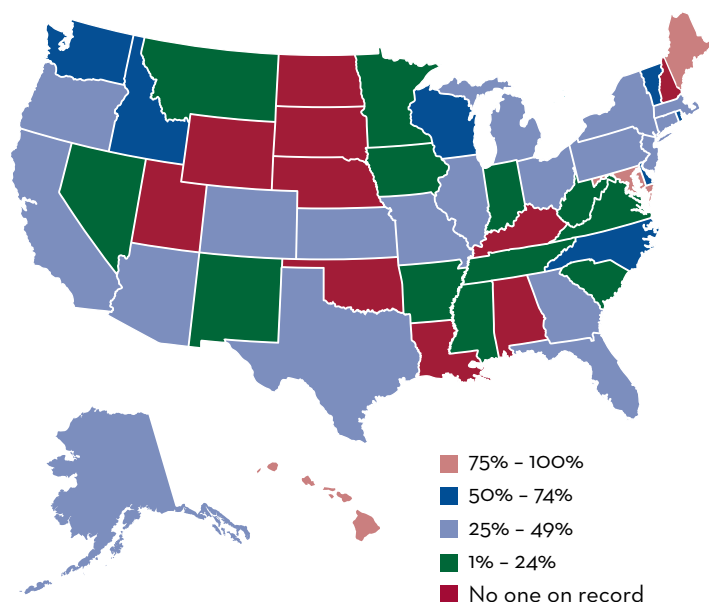 75% – 100%
50% – 74%
25% – 49%
1% – 24%
No one on record